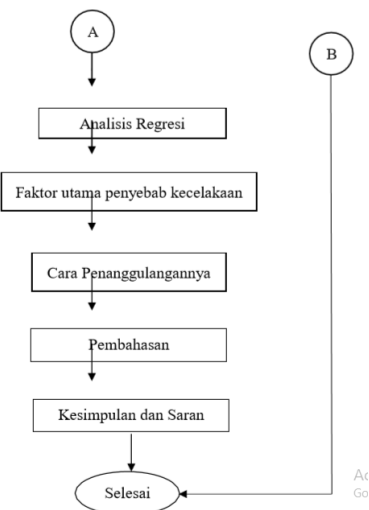 A
B
Analisis Regresi
Faktor utama penyebab kecelakaan
Cara Penanggulangannya
Pembahasan
Kesimpulan dan Saran
Selesai